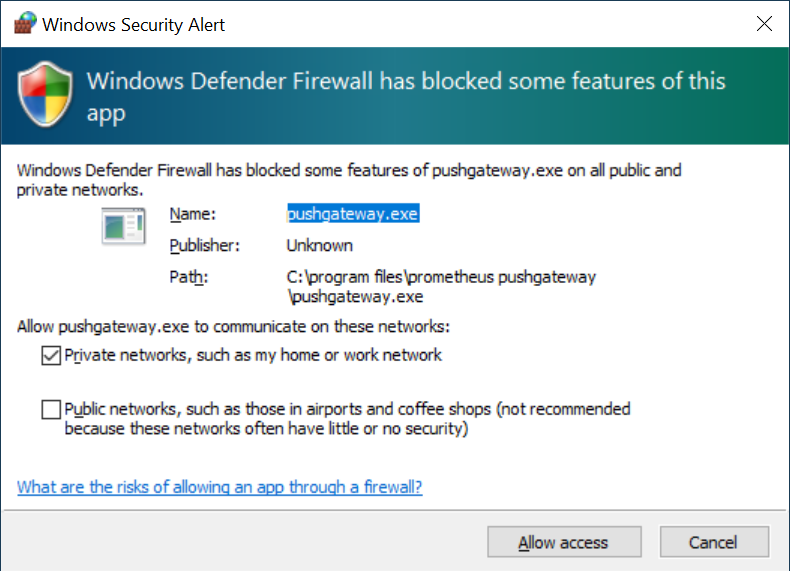 Windows Security Alert
Windows Defender Firewall has blocked some features of this
app
Windows Defender Firewall has blocked some features of pushgateway.exe on all public and
private networks.
Name: pushgateway.exe
Publisher: Unknown
Path: C:\program files\prometheus pushgateway
\pushgateway.exe
Allow pushgateway.exe to communicate on these networks:
Private networks, such as my home or work network
Public networks, such as those in airports and coffee shops (not recommended
because these networks often have little or no security)
What are the risks of allowing an app through a firewall?
Allow access Cancel